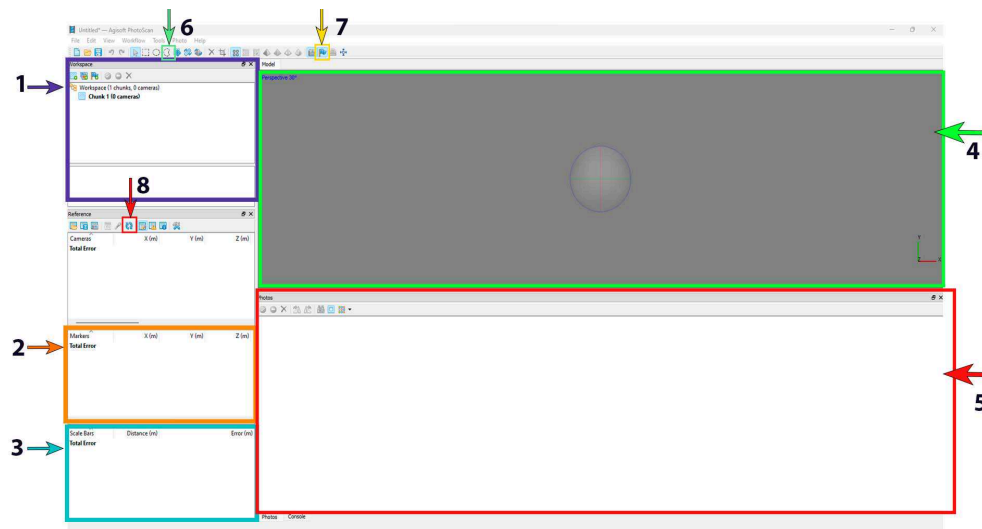 6
7
Untitled* — Agisoft PhotoScan
File Edit View Workflow Tools Photo Help
Workspace
Model
1
Workspace (1 chunks, 0 cameras)
Chunk 1 (0 cameras)
Perspective 30°
4
8
Reference
Cameras X (m) Y (m) Z (m)
Total Error
Y
Z X
Photos
2
Markers X (m) Y (m) Z (m)
Total Error
5
3
Scale Bars Distance (m) Error (m)
Total Error
Photos Console